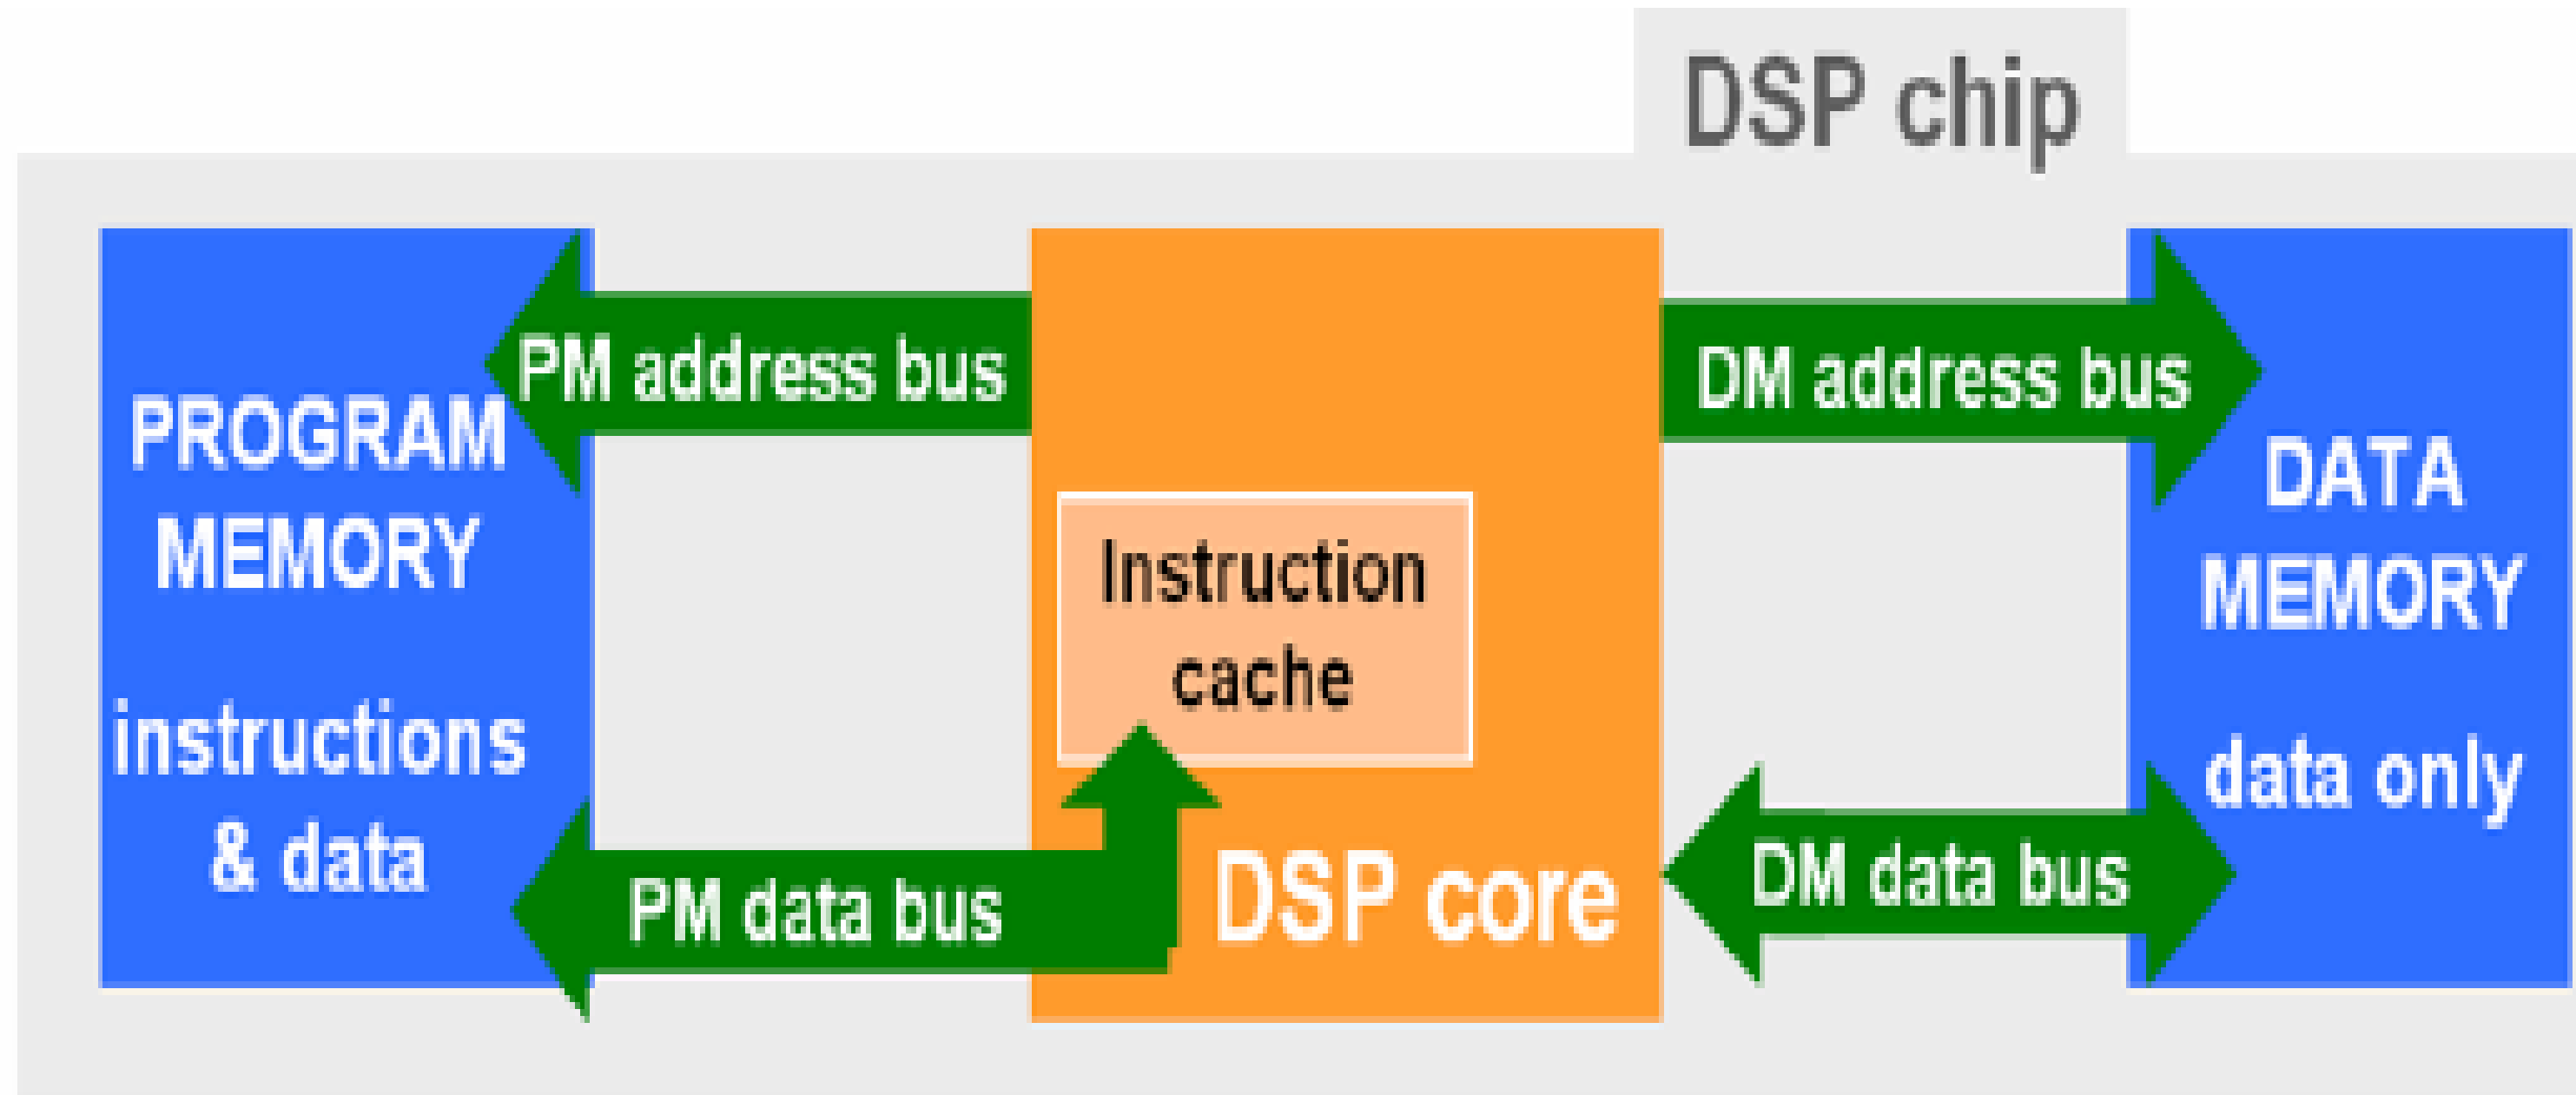 DSP chip
PM address bus
PROGRAM
MEMORY
instructions
& data
PM data bus
Instruction
cache
DSP core
DM address bus
DATA
MEMORY
data only
DM data bus